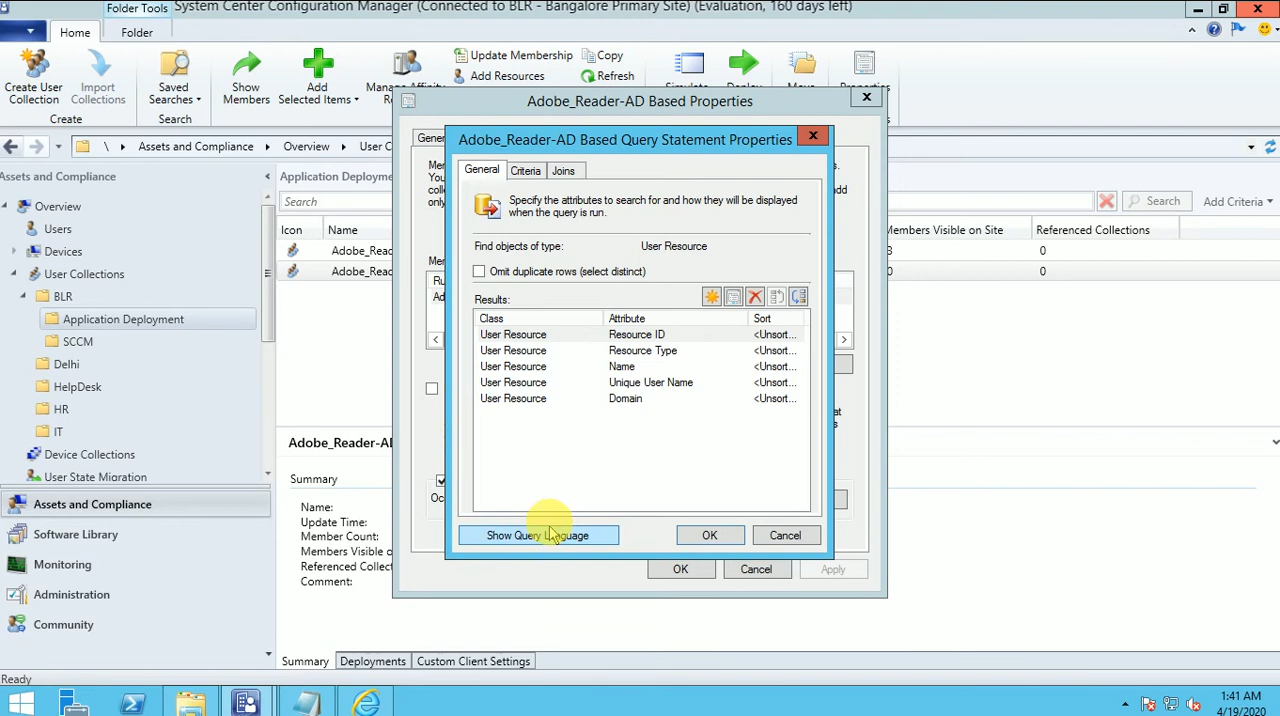 Folder Tools
System Center Configuration Manager (Connected to BLR - Bangalore Primary Site) (Evaluation, 160 days left)
Home
Folder
Create User
Collection
Import
Collections
Create
Saved
Searches
Search
Show
Members
Add
Selected Items
Update Membership
Add Resources
Copy
Refresh
Adobe_Reader-AD Based Properties
\ Assets and Compliance Overview
Assets and Compliance
Overview
Users
Devices
User Collections
BLR
Application Deployment
SCCM
Delhi
HelpDesk
HR
IT
Device Collections
User State Migration
Assets and Compliance
Software Library
Monitoring
Administration
Community
Ready
Search
Search
Add Criteria
Icon
Name
Members Visible on Site
Referenced Collections
3
0
0
0
Adobe_Reader-AD Based Query Statement Properties
General
Criteria
Joins
Specify the attributes to search for and how they will be displayed
when the query is run.
Find objects of type:
User Resource
Omit duplicate rows (select distinct)
Results:
Class Attribute Sort
User Resource Resource ID <Unsort...
User Resource Resource Type <Unsort...
User Resource Name <Unsort...
User Resource Unique User Name <Unsort...
User Resource Domain <Unsort...
Show Query Language
OK
Cancel
OK
Cancel
Apply
Summary
Name:
Update Time:
Member Count:
Comment:
Summary
Deployments
Custom Client Settings
1:41 AM
4/19/2020